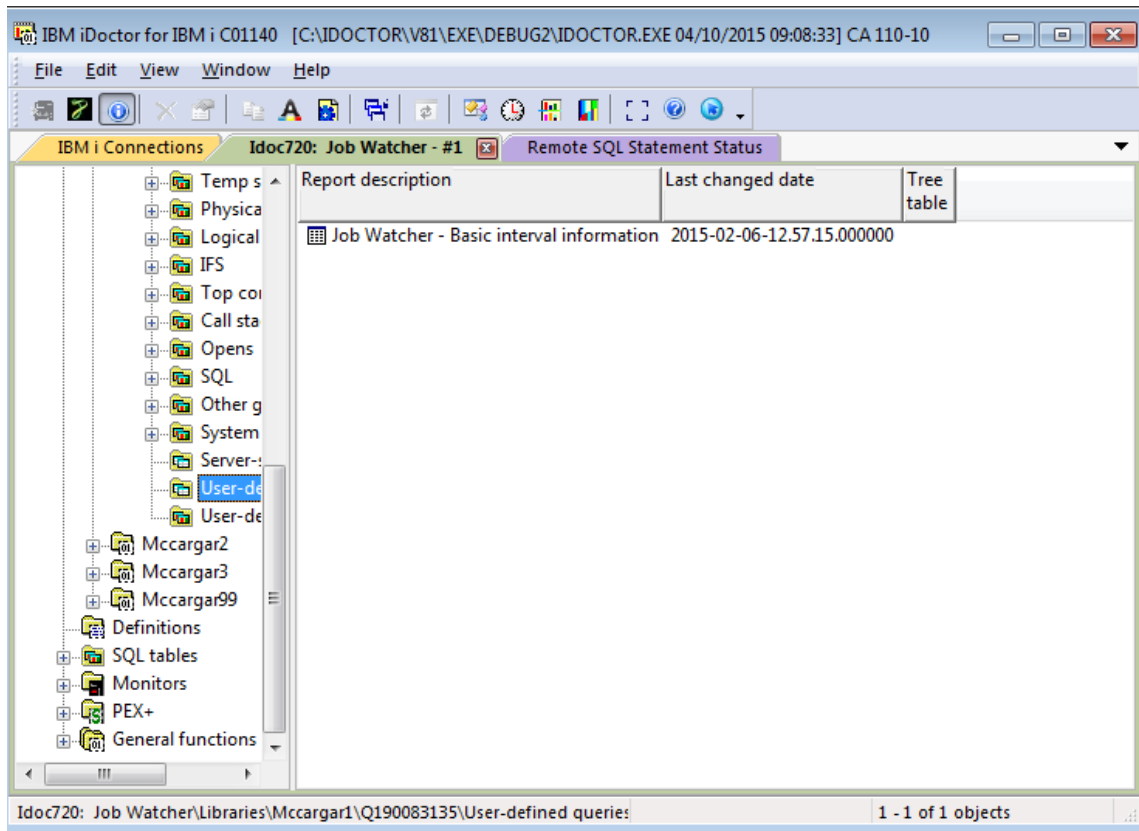 IBM iDoctor for IBM i C01140 [C:\IDOCTOR\V81\EXE\DEBUG2\IDOCTOR.EXE 04/10/2015 09:08:33] CA 110-10
File Edit View Window Help
IBM i Connections
Idoc720: Job Watcher - #1
Remote SQL Statement Status
Temp s
Physica
Logical
IFS
Top co
Call sta
Opens
SQL
Other g
System
Server-s
User-de
User-de
Mccargar2
Mccargar3
Mccargar99
Definitions
SQL tables
Monitors
PEX+
General functions
Report description
Last changed date
Tree
table
Job Watcher - Basic interval information 2015-02-06-12.57.15.000000
Idoc720: Job Watcher\Libraries\Mccargar1\Q190083135\User-defined queries
1 - 1 of 1 objects